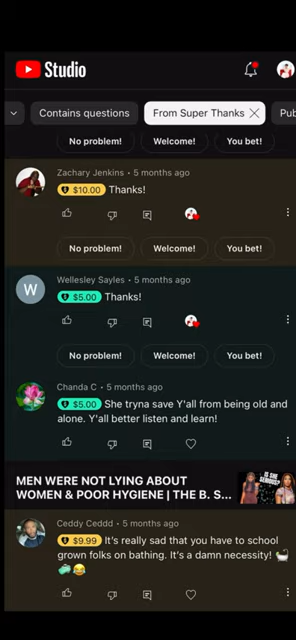 Studio
Contains questions From Super Thanks
No problem! Welcome! You bet!
Zachary Jenkins • 5 months ago
$10.00 Thanks!
No problem! Welcome! You bet!
W Wellesley Sayles • 5 months ago
$5.00 Thanks!
No problem! Welcome! You bet!
Chanda C • 5 months ago
$5.00 She tryna save Y'all from being old and
alone. Y'all better listen and learn!
MEN WERE NOT LYING ABOUT
WOMEN & POOR HYGIENE | THE B. S...
IS SHE
SERIOUS?
Ceddy Ceddd • 5 months ago
$9.99 It's really sad that you have to school
grown folks on bathing. It's a damn necessity! 🛀
🧼😂